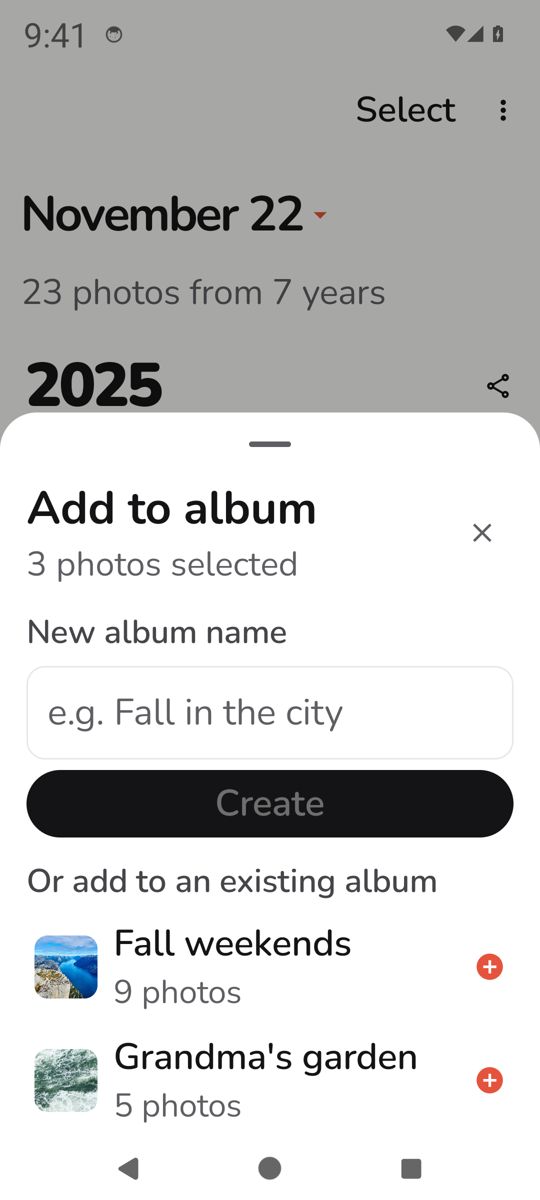 9:41
Select
November 22
23 photos from 7 years
2025
Add to album
3 photos selected
New album name
e.g. Fall in the city
Create
Or add to an existing album
Fall weekends
9 photos
Grandma's garden
5 photos